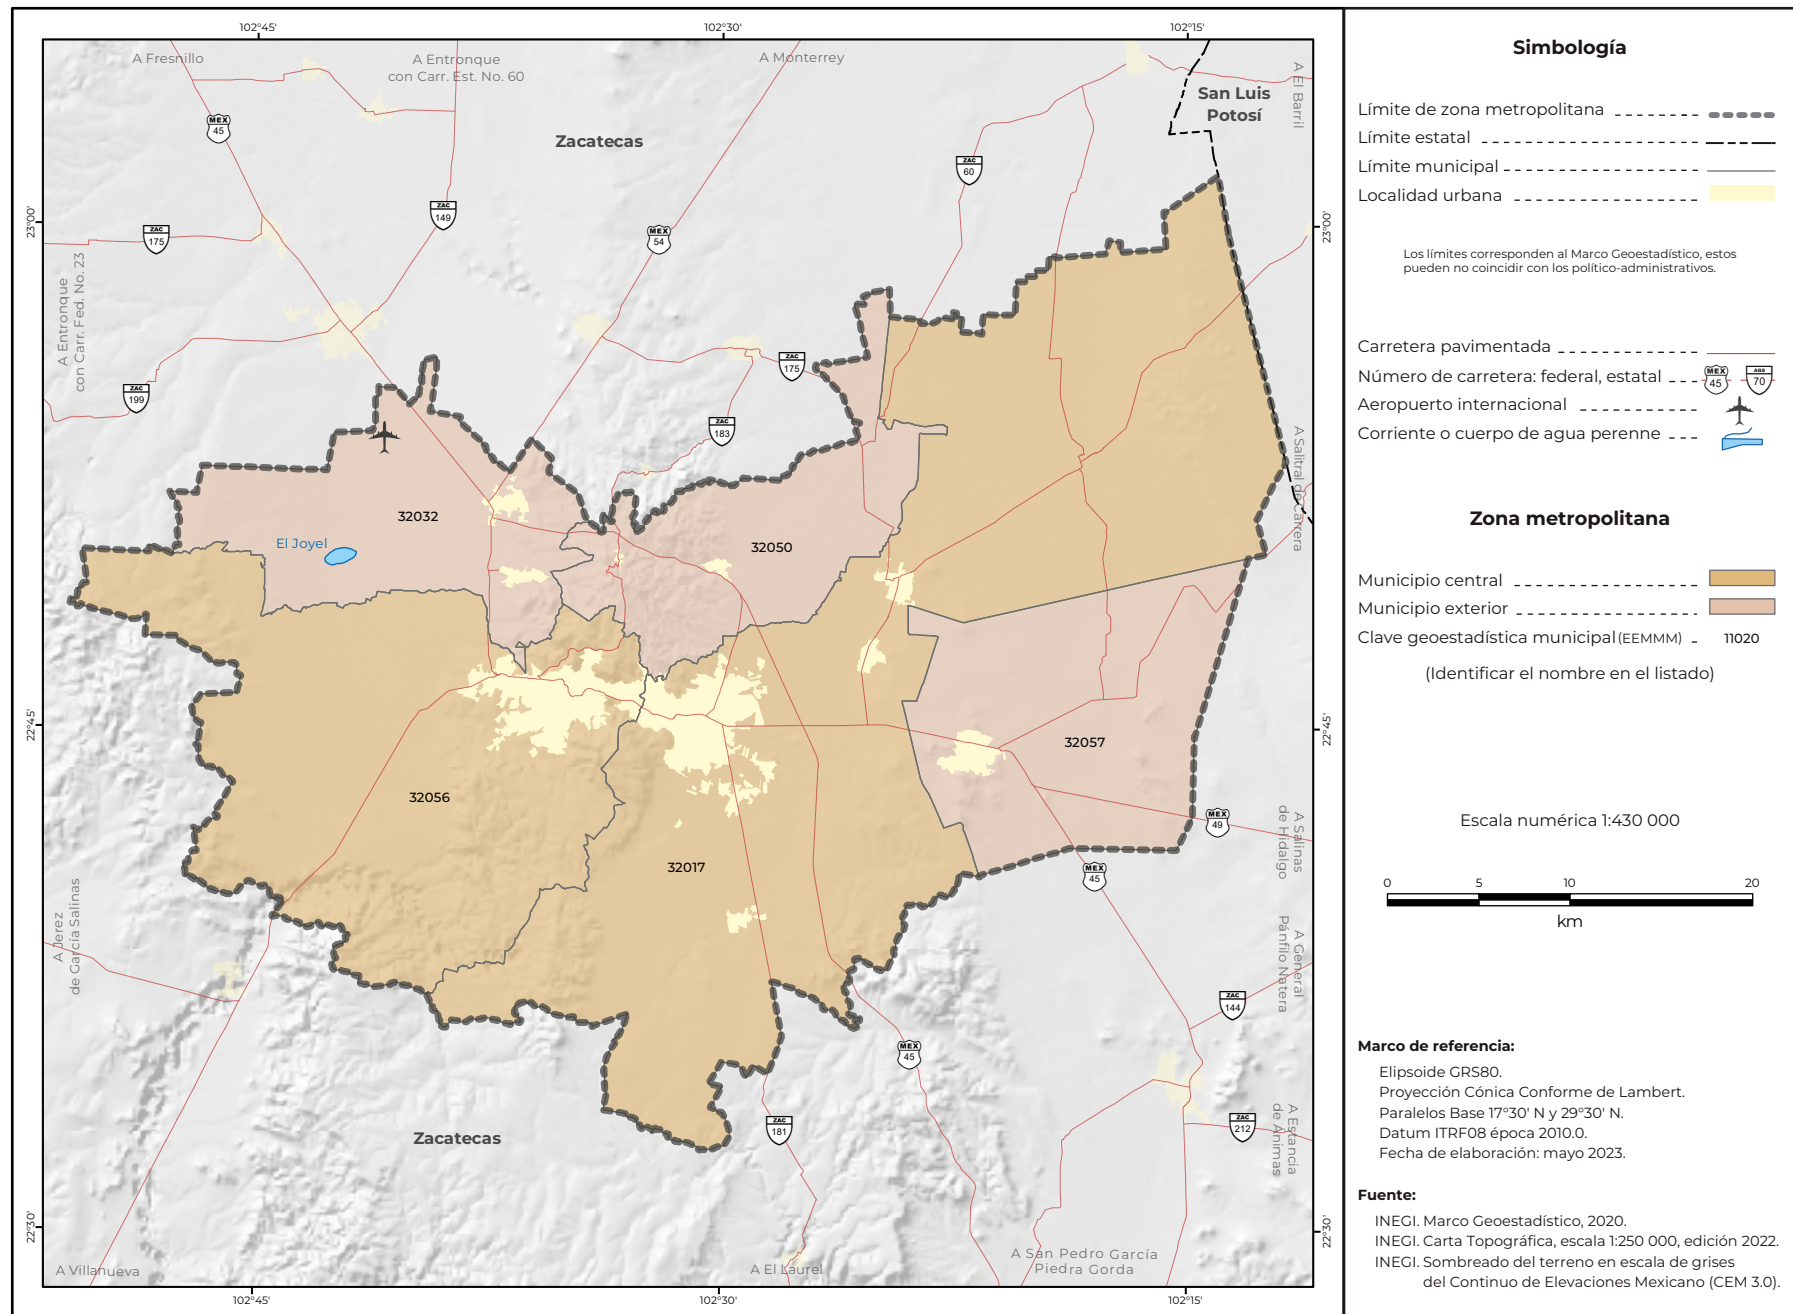 102°45'
102°30'
102°15'
A Fresnillo
A Entronque
con Carr. Est. No. 60
A Monterrey
A El Barril
San Luis
Potosí
MEX
45
Zacatecas
ZAC
60
ZAC
149
ZAC
175
MEX
54
23°00'
23°00'
A Entronque
con Carr. Fed. No. 23
ZAC
199
ZAC
175
ZAC
183
A Salitral de Carrera
32032
El Joyel
32050
22°45'
22°45'
32057
32056
32017
MEX
49
MEX
45
A Salinas
de Hidalgo
A Jerez
de García Salinas
A General
Pánfilo Natera
ZAC
144
MEX
45
ZAC
181
ZAC
212
A Estancia
de Ánimas
Zacatecas
22°30'
22°30'
A Villanueva
A El Laurel
A San Pedro García
Piedra Gorda
102°45'
102°30'
102°15'
Simbología
Límite de zona metropolitana
Límite estatal
Límite municipal
Localidad urbana
Los límites corresponden al Marco Geoestadístico, estos
pueden no coincidir con los político-administrativos.
Carretera pavimentada
Número de carretera: federal, estatal MEX 45 AGS 70
Aeropuerto internacional
Corriente o cuerpo de agua perenne
Zona metropolitana
Municipio central
Municipio exterior
Clave geoestadística municipal (EEMMM) 11020
(Identificar el nombre en el listado)
Escala numérica 1:430 000
0 5 10 20
km
Marco de referencia:
Elipsoide GRS80.
Proyección Cónica Conforme de Lambert.
Paralelos Base 17°30' N y 29°30' N.
Datum ITRF08 época 2010.0.
Fecha de elaboración: mayo 2023.
Fuente:
INEGI. Marco Geoestadístico, 2020.
INEGI. Carta Topográfica, escala 1:250 000, edición 2022.
INEGI. Sombreado del terreno en escala de grises
del Continuo de Elevaciones Mexicano (CEM 3.0).